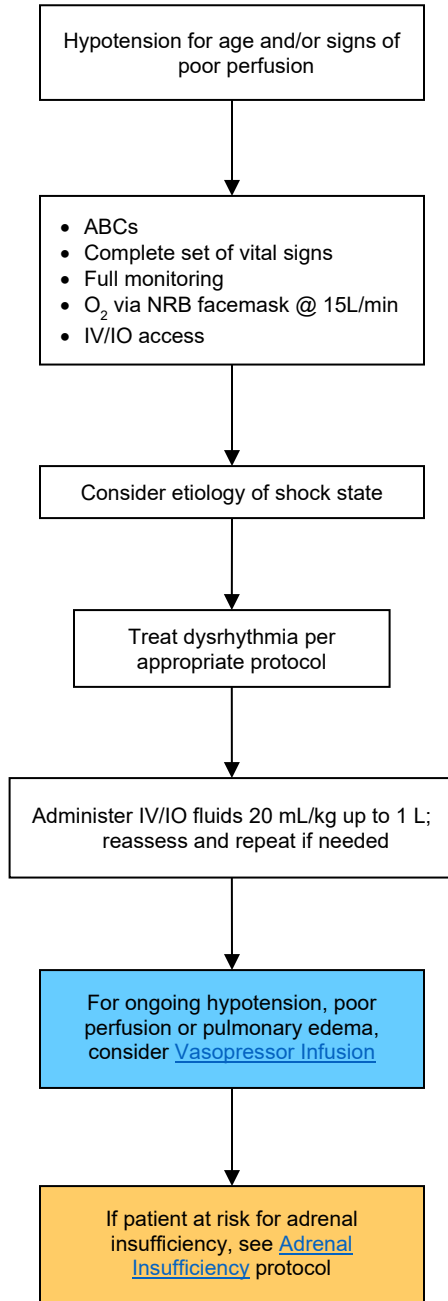 Hypotension for age and/or signs of
poor perfusion
• ABCs
• Complete set of vital signs
• Full monitoring
• O₂ via NRB facemask @ 15L/min
• IV/IO access
Consider etiology of shock state
Treat dysrhythmia per
appropriate protocol
Administer IV/IO fluids 20 mL/kg up to 1 L;
reassess and repeat if needed
For ongoing hypotension, poor
perfusion or pulmonary edema,
consider Vasopressor Infusion
If patient at risk for adrenal
insufficiency, see Adrenal
Insufficiency protocol